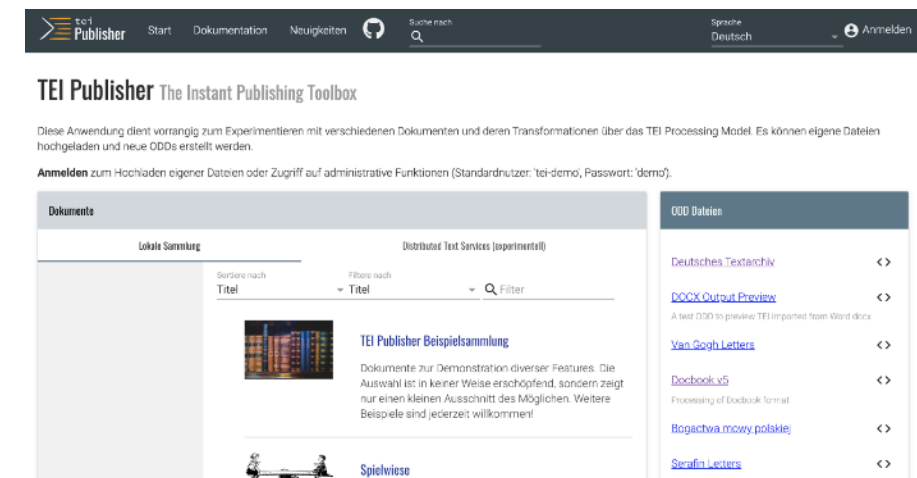 tei
Publisher
Start
Dokumentation
Neuigkeiten
Suche nach
Sprache
Deutsch
Anmelden
TEI Publisher The Instant Publishing Toolbox
Diese Anwendung dient vorrangig zum Experimentieren mit verschiedenen Dokumenten und deren Transformationen über das TEI Processing Model. Es können eigene Dateien
hochgeladen und neue ODDs erstellt werden.
Anmelden zum Hochladen eigener Dateien oder Zugriff auf administrative Funktionen (Standardnutzer: 'tei-demo', Passwort: 'demo').
Dokumente
Lokale Sammlung
Distributed Text Services (experimentell)
Sortiere nach
Titel
Filtere nach
Titel
Filter
TEI Publisher Beispielsammlung
Dokumente zur Demonstration diverser Features. Die
Auswahl ist in keiner Weise erschöpfend, sondern zeigt
nur einen kleinen Ausschnitt des Möglichen. Weitere
Beispiele sind jederzeit willkommen!
Spielwiese
ODD Dateien
Deutsches Textarchiv
<>
DOCX Output Preview
<>
A test ODD to preview TEI imported from Word docx
Van Gogh Letters
<>
Docbook v5
<>
Processing of Docbook format
Bogactwa mowy polskiej
<>
Serafin Letters
<>